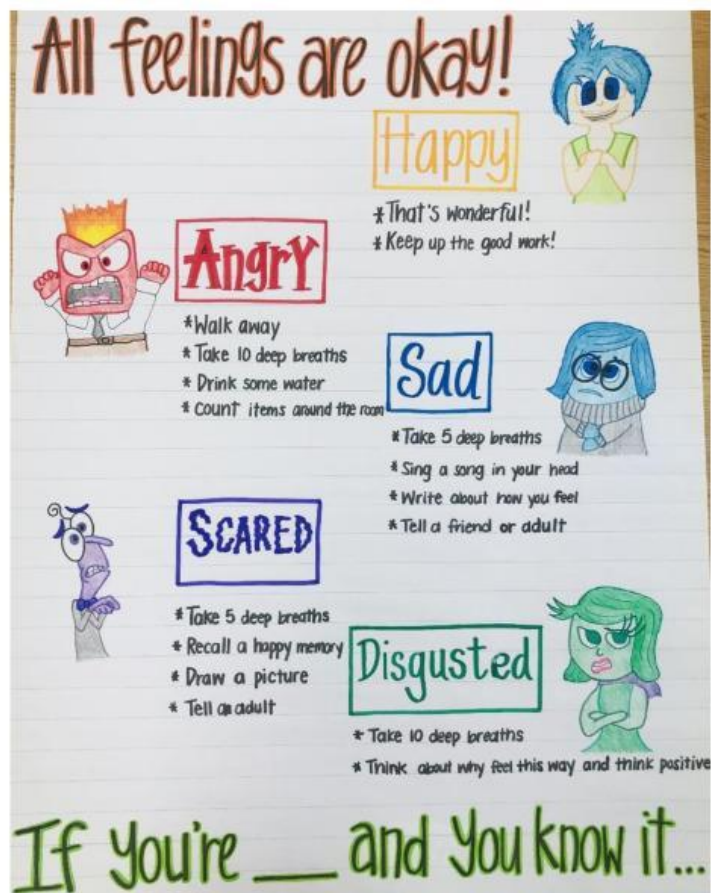 All feelings are okay!
Happy
*That's wonderful!
*Keep up the good work!
Angry
*Walk away
*Take 10 deep breaths
*Drink some water
*Count items around the room
Sad
*Take 5 deep breaths
*Sing a song in your head
*Write about how you feel
*Tell a friend or adult
SCARED
*Take 5 deep breaths
*Recall a happy memory
*Draw a picture
*Tell an adult
Disgusted
*Take 10 deep breaths
*Think about why feel this way and think positive
If you're ___ and you know it...